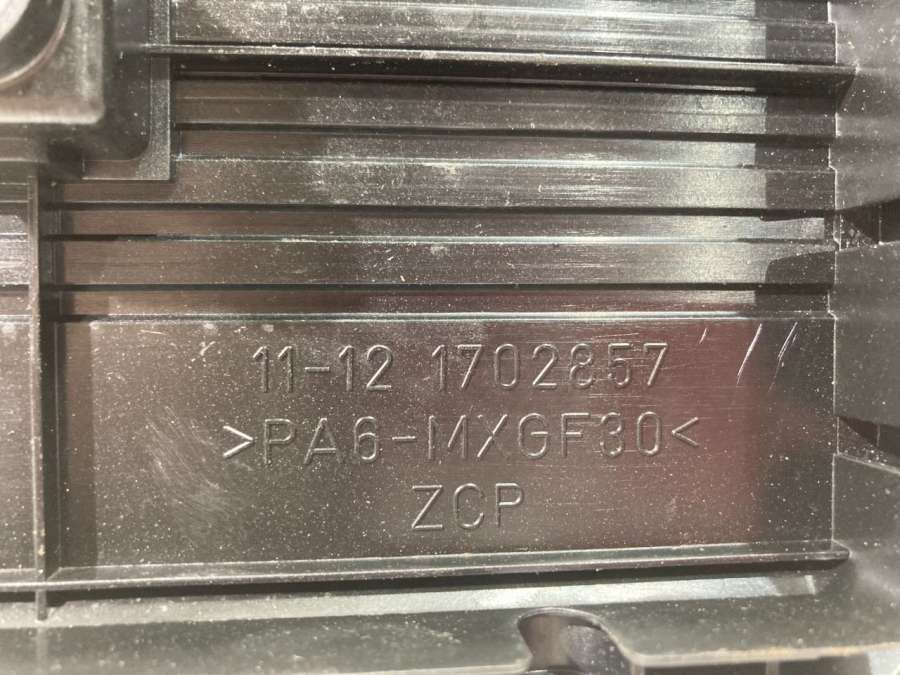 11-12 1702857
>PA6-MXGF30<
ZCP